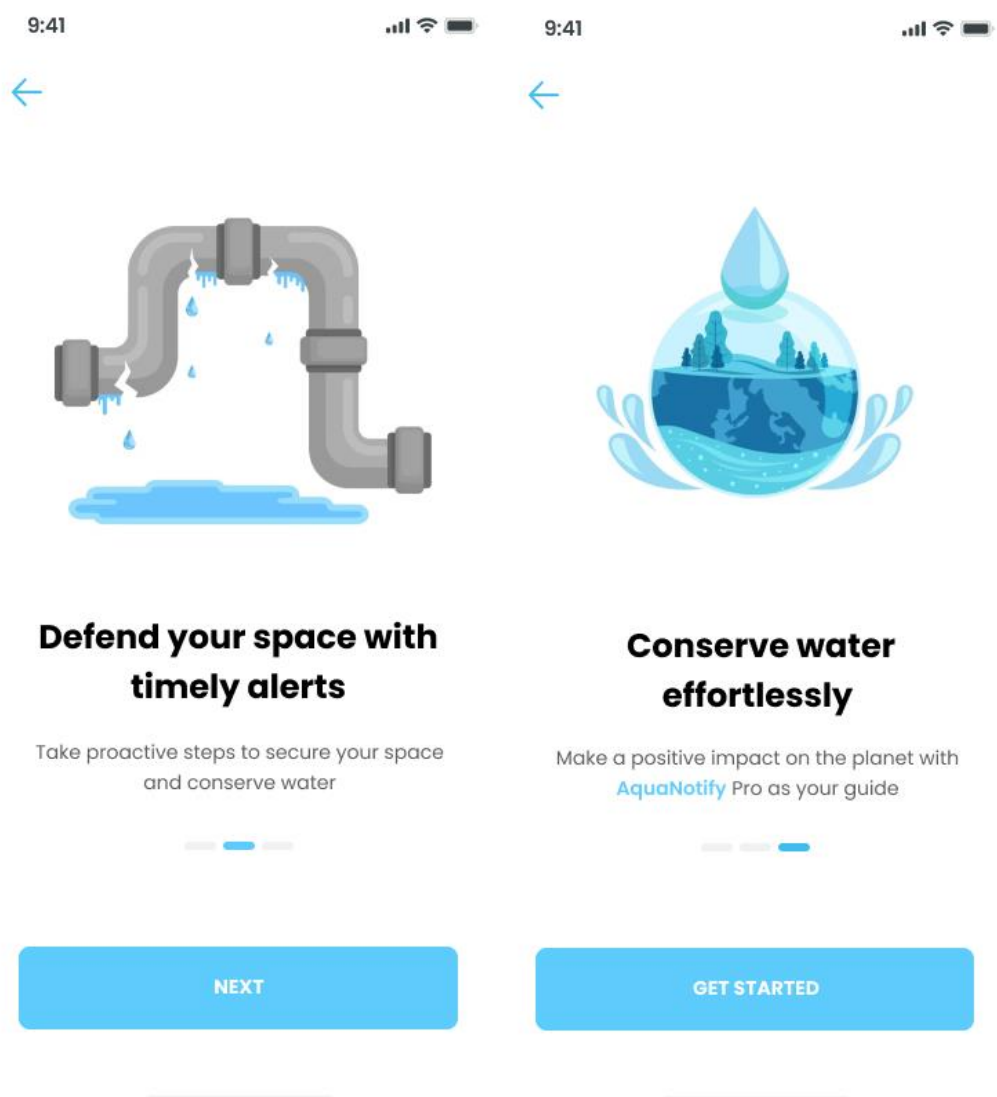 9:41
Defend your space with
timely alerts
Take proactive steps to secure your space
and conserve water
NEXT
9:41
Conserve water
effortlessly
Make a positive impact on the planet with
AquaNotify Pro as your guide
GET STARTED